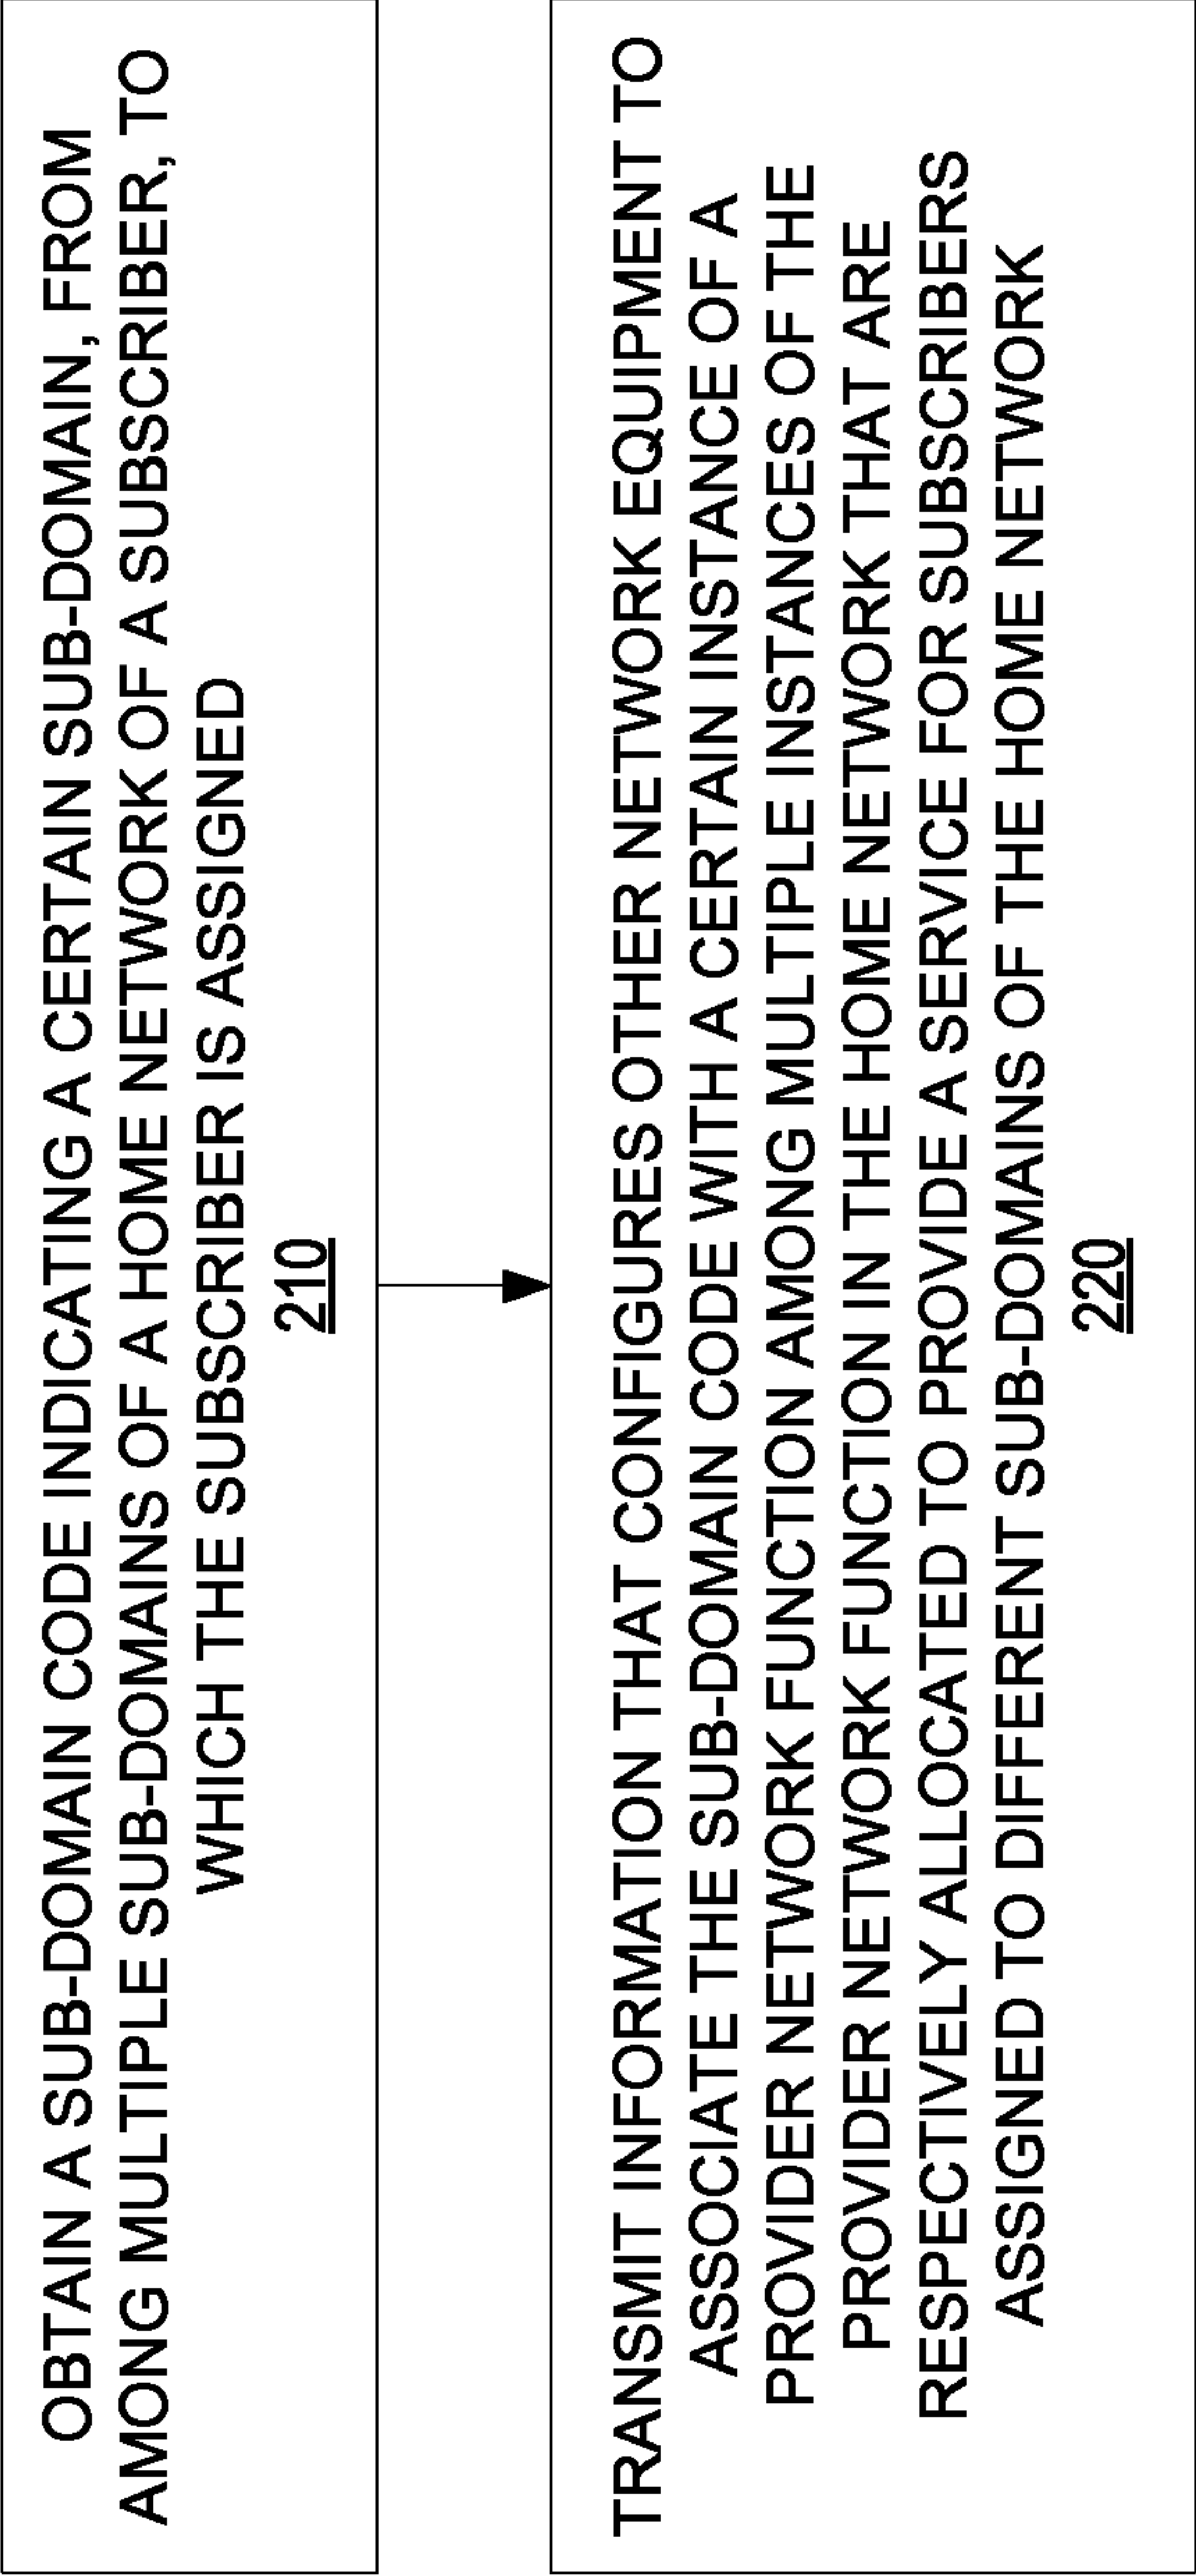 OBTAIN A SUB-DOMAIN CODE INDICATING A CERTAIN SUB-DOMAIN, FROM
AMONG MULTIPLE SUB-DOMAINS OF A HOME NETWORK OF A SUBSCRIBER, TO
WHICH THE SUBSCRIBER IS ASSIGNED
210
TRANSMIT INFORMATION THAT CONFIGURES OTHER NETWORK EQUIPMENT TO
ASSOCIATE THE SUB-DOMAIN CODE WITH A CERTAIN INSTANCE OF A
PROVIDER NETWORK FUNCTION AMONG MULTIPLE INSTANCES OF THE
PROVIDER NETWORK FUNCTION IN THE HOME NETWORK THAT ARE
RESPECTIVELY ALLOCATED TO PROVIDE A SERVICE FOR SUBSCRIBERS
ASSIGNED TO DIFFERENT SUB-DOMAINS OF THE HOME NETWORK
220